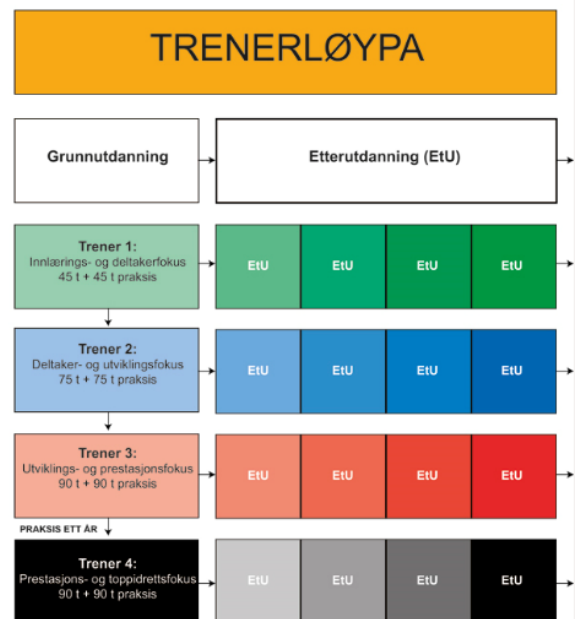 TRENERLØYPA
Grunnutdanning
Etterutdanning (EtU)
Trener 1:
Innlærings- og deltakerfokus
45 t + 45 t praksis
EtU
EtU
EtU
EtU
Trener 2:
Deltaker- og utviklingsfokus
75 t + 75 t praksis
EtU
EtU
EtU
EtU
Trener 3:
Utviklings- og prestasjonsfokus
90 t + 90 t praksis
EtU
EtU
EtU
EtU
PRAKSIS ETT ÅR
Trener 4:
Prestasjons- og toppidrettsfokus
90 t + 90 t praksis
EtU
EtU
EtU
EtU